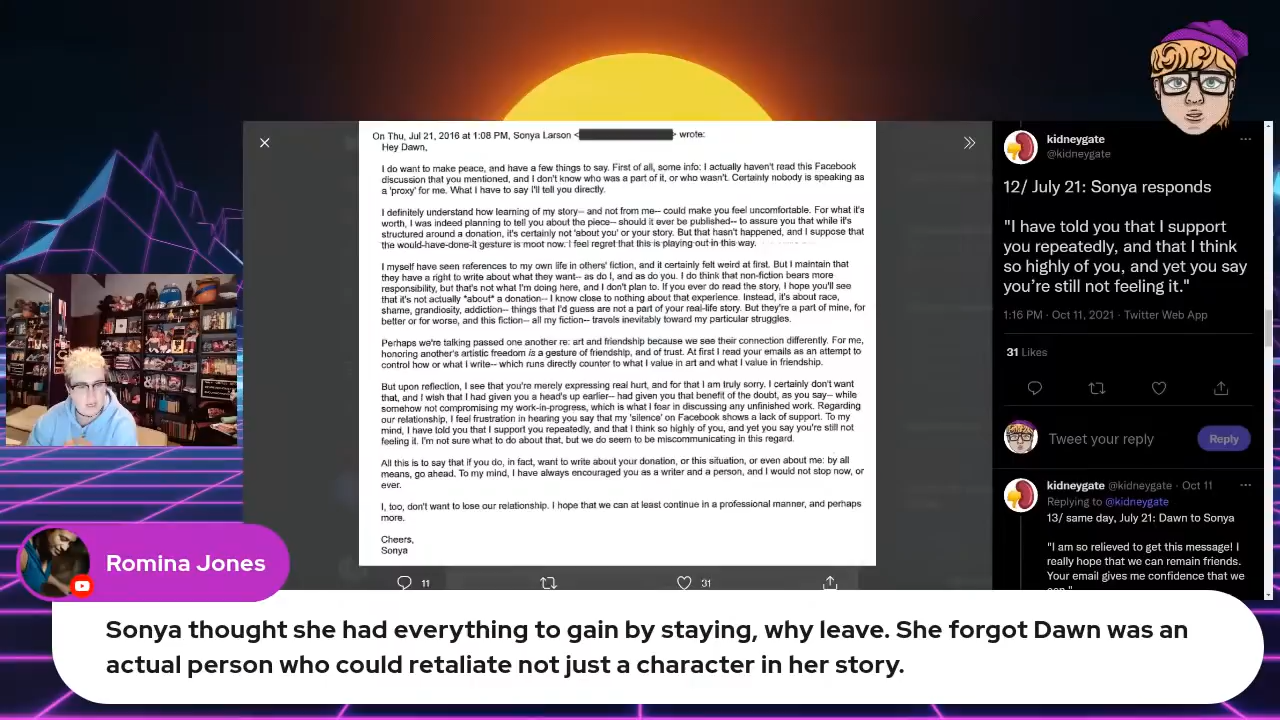 On Thu, Jul 21, 2016 at 1:08 PM, Sonya Larson < > wrote:
Hey Dawn,
I do want to make peace, and have a few things to say. First of all, some info: I actually haven't read this Facebook
discussion that you mentioned, and I don't know who was a part of it, or who wasn't. Certainly nobody is speaking as
a 'proxy' for me. What I have to say I'll tell you directly.
I definitely understand how learning of my story-- and not from me-- could make you feel uncomfortable. For what it's
worth, I was indeed planning to tell you about the piece-- should it ever be published-- to assure you that while it's
structured around a donation, it's certainly not 'about you' or your story. But that hasn't happened, and I suppose that
the would-have-done-it gesture is moot now. I feel regret that this is playing out in this way.
I myself have seen references to my own life in others' fiction, and it certainly felt weird at first. But I maintain that
they have a right to write about what they want-- as do I, and as do you. I do think that non-fiction bears more
responsibility, but that's not what I'm doing here, and I don't plan to. If you ever do read the story, I hope you'll see
that it's not actually *about* a donation-- I know close to nothing about that experience. Instead, it's about race,
shame, grandiosity, addiction-- things that I'd guess are not a part of your real-life story. But they're a part of mine, for
better or for worse, and this fiction-- all my fiction-- travels inevitably toward my particular struggles.
Perhaps we're talking passed one another re: art and friendship because we see their connection differently. For me,
honoring another's artistic freedom is a gesture of friendship, and of trust. At first I read your emails as an attempt to
control how or what I write-- which runs directly counter to what I value in art and what I value in friendship.
But upon reflection, I see that you're merely expressing real hurt, and for that I am truly sorry. I certainly don't want
that, and I wish that I had given you a head's up earlier-- had given you that benefit of the doubt, as you say-- while
somehow not compromising my work-in-progress, which is what I fear in discussing any unfinished work. Regarding
our relationship, I feel frustration in hearing you say that my 'silence' on Facebook shows a lack of support. To my
mind, I have told you that I support you repeatedly, and that I think so highly of you, and yet you say you're still not
feeling it. I'm not sure what to do about that, but we do seem to be miscommunicating in this regard.
All this is to say that if you do, in fact, want to write about your donation, or this situation, or even about me: by all
means, go ahead. To my mind, I have always encouraged you as a writer and a person, and I would not stop now, or
ever.
I, too, don't want to lose our relationship. I hope that we can at least continue in a professional manner, and perhaps
more.
Cheers,
Sonya
11
31
kidneygate
@kidneygate
12/ July 21: Sonya responds
"I have told you that I support
you repeatedly, and that I think
so highly of you, and yet you say
you're still not feeling it."
1:16 PM · Oct 11, 2021 · Twitter Web App
31 Likes
Tweet your reply
Reply
kidneygate @kidneygate · Oct 11
Replying to @kidneygate
13/ same day, July 21: Dawn to Sonya
"I am so relieved to get this message! I
really hope that we can remain friends.
Your email gives me confidence that we
Romina Jones
Sonya thought she had everything to gain by staying, why leave. She forgot Dawn was an
actual person who could retaliate not just a character in her story.